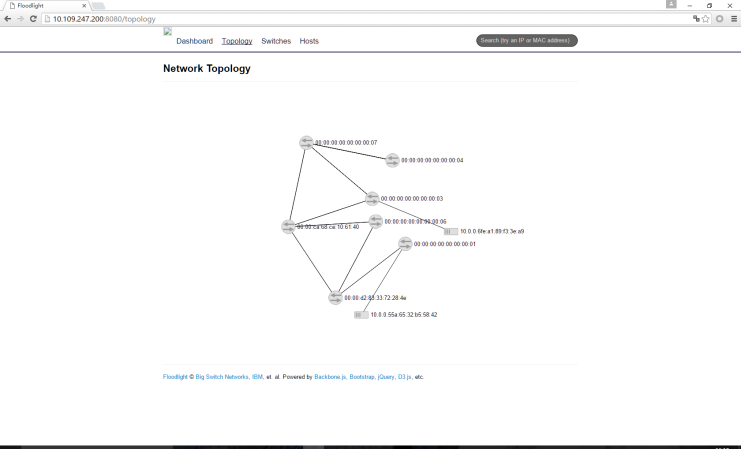 Floodlight
10.109.247.200:8080/topology
Dashboard Topology Switches Hosts
Search (try an IP or MAC address)
Network Topology
00:00:00:00:00:00:00:07
00:00:00:00:00:00:00:04
00:00:00:00:00:00:00:03
00:00:00:00:00:00:00:06
00:00:ca:68:ce:10:61:40
10.0.0.6fe:a1:89:f3:3e:a9
00:00:00:00:00:00:00:01
00:00:d2:83:33:72:28:4e
10.0.0.55a:65:32:b5:58:42
Floodlight © Big Switch Networks, IBM, et. al. Powered by Backbone.js, Bootstrap, jQuery, D3.js, etc.